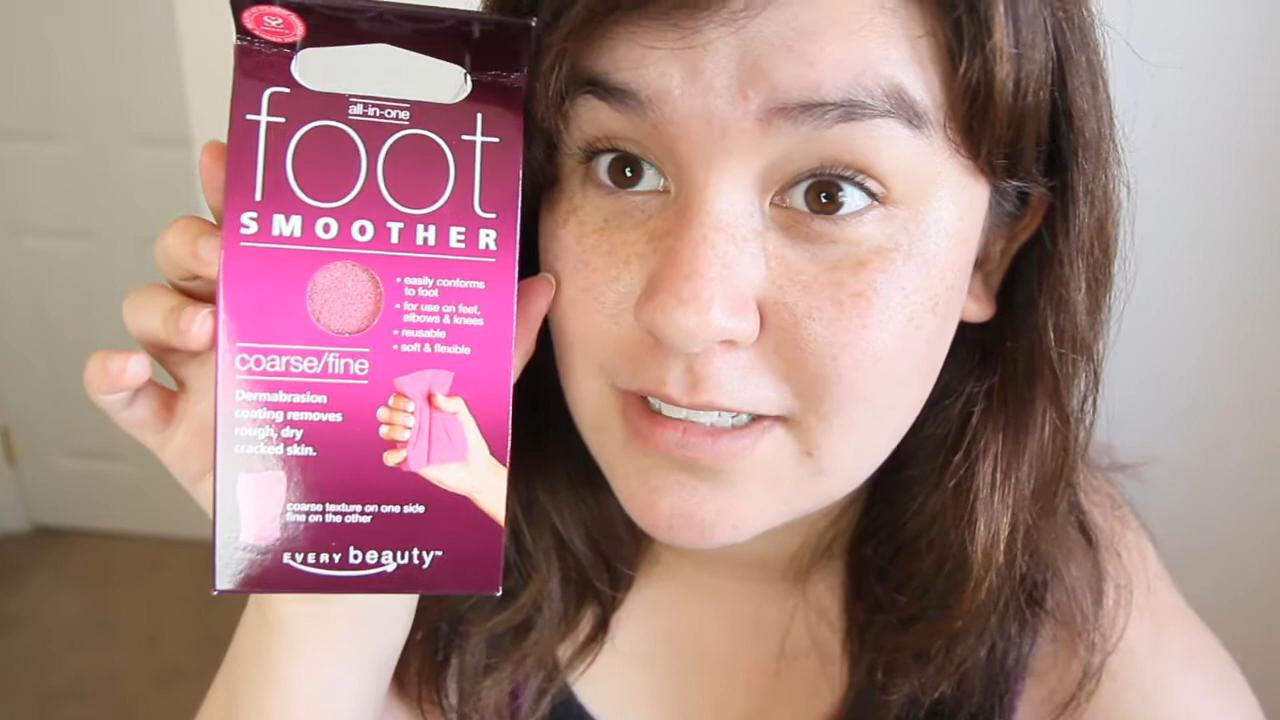 all-in-one
foot
SMOOTHER
• easily conforms
to foot
• for use on feet,
elbows & knees
• reusable
• soft & flexible
coarse/fine
Dermabrasion
coating removes
rough, dry
cracked skin.
coarse texture on one side
fine on the other
EVERY beauty™